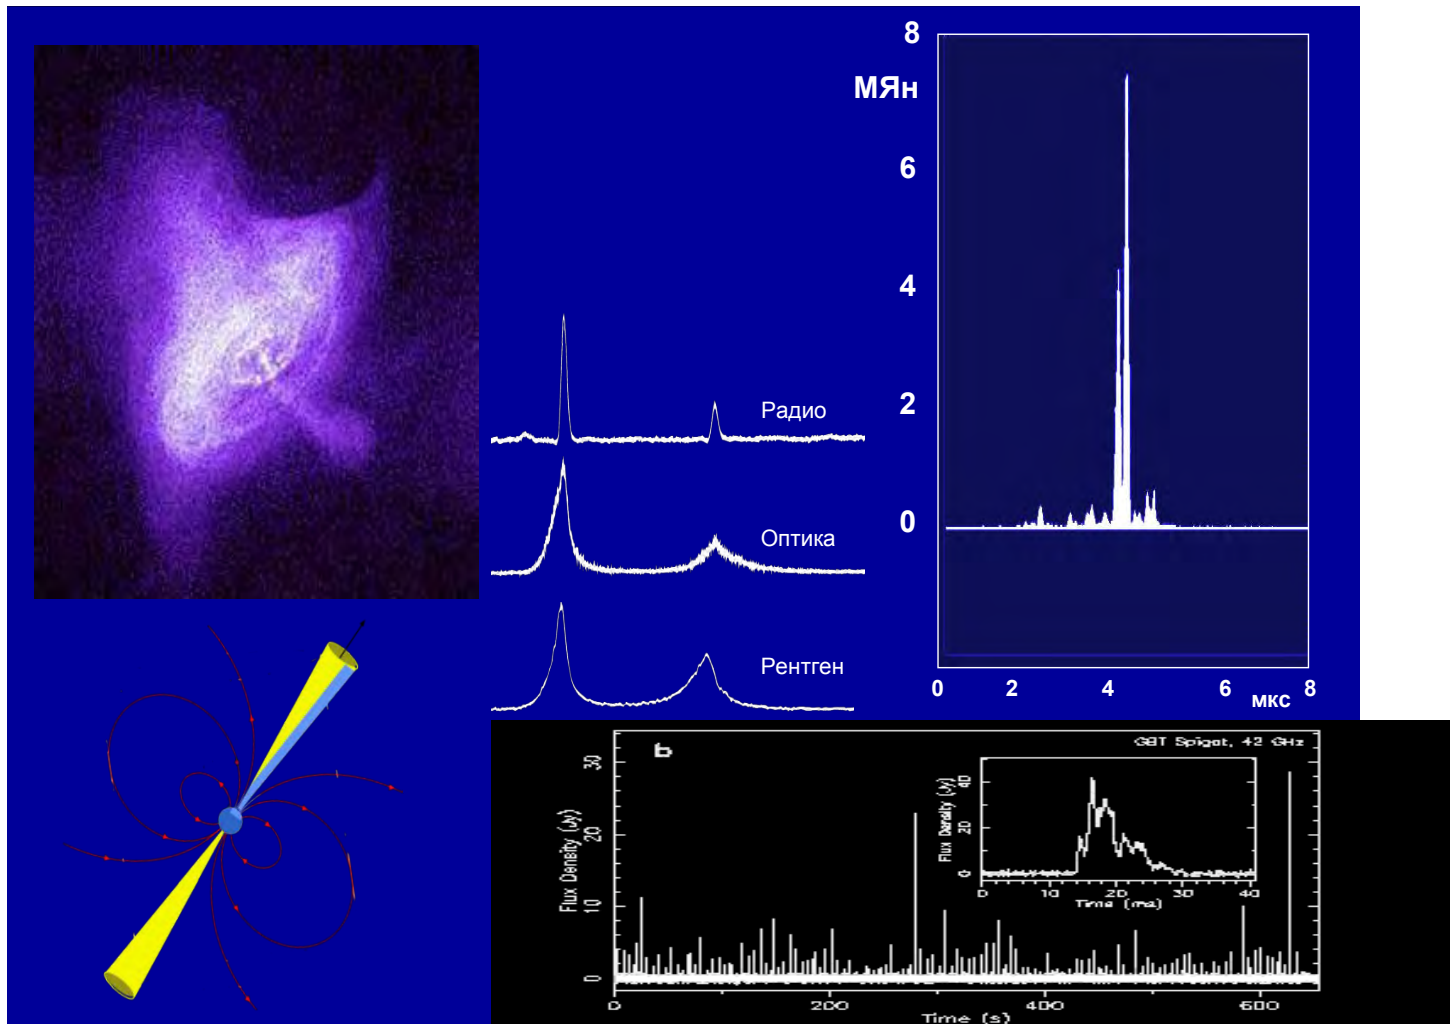 8
МЯн
6
4
2
0
0 2 4 6 мкс 8
Радио
Оптика
Рентген
b
GBT Spigot, 42 GHz
Flux Density (Jy)
30
20
10
0
0 200 400 600
Time (s)
Flux Density (Jy)
40
20
0
0 10 20 30 40
Time (ms)